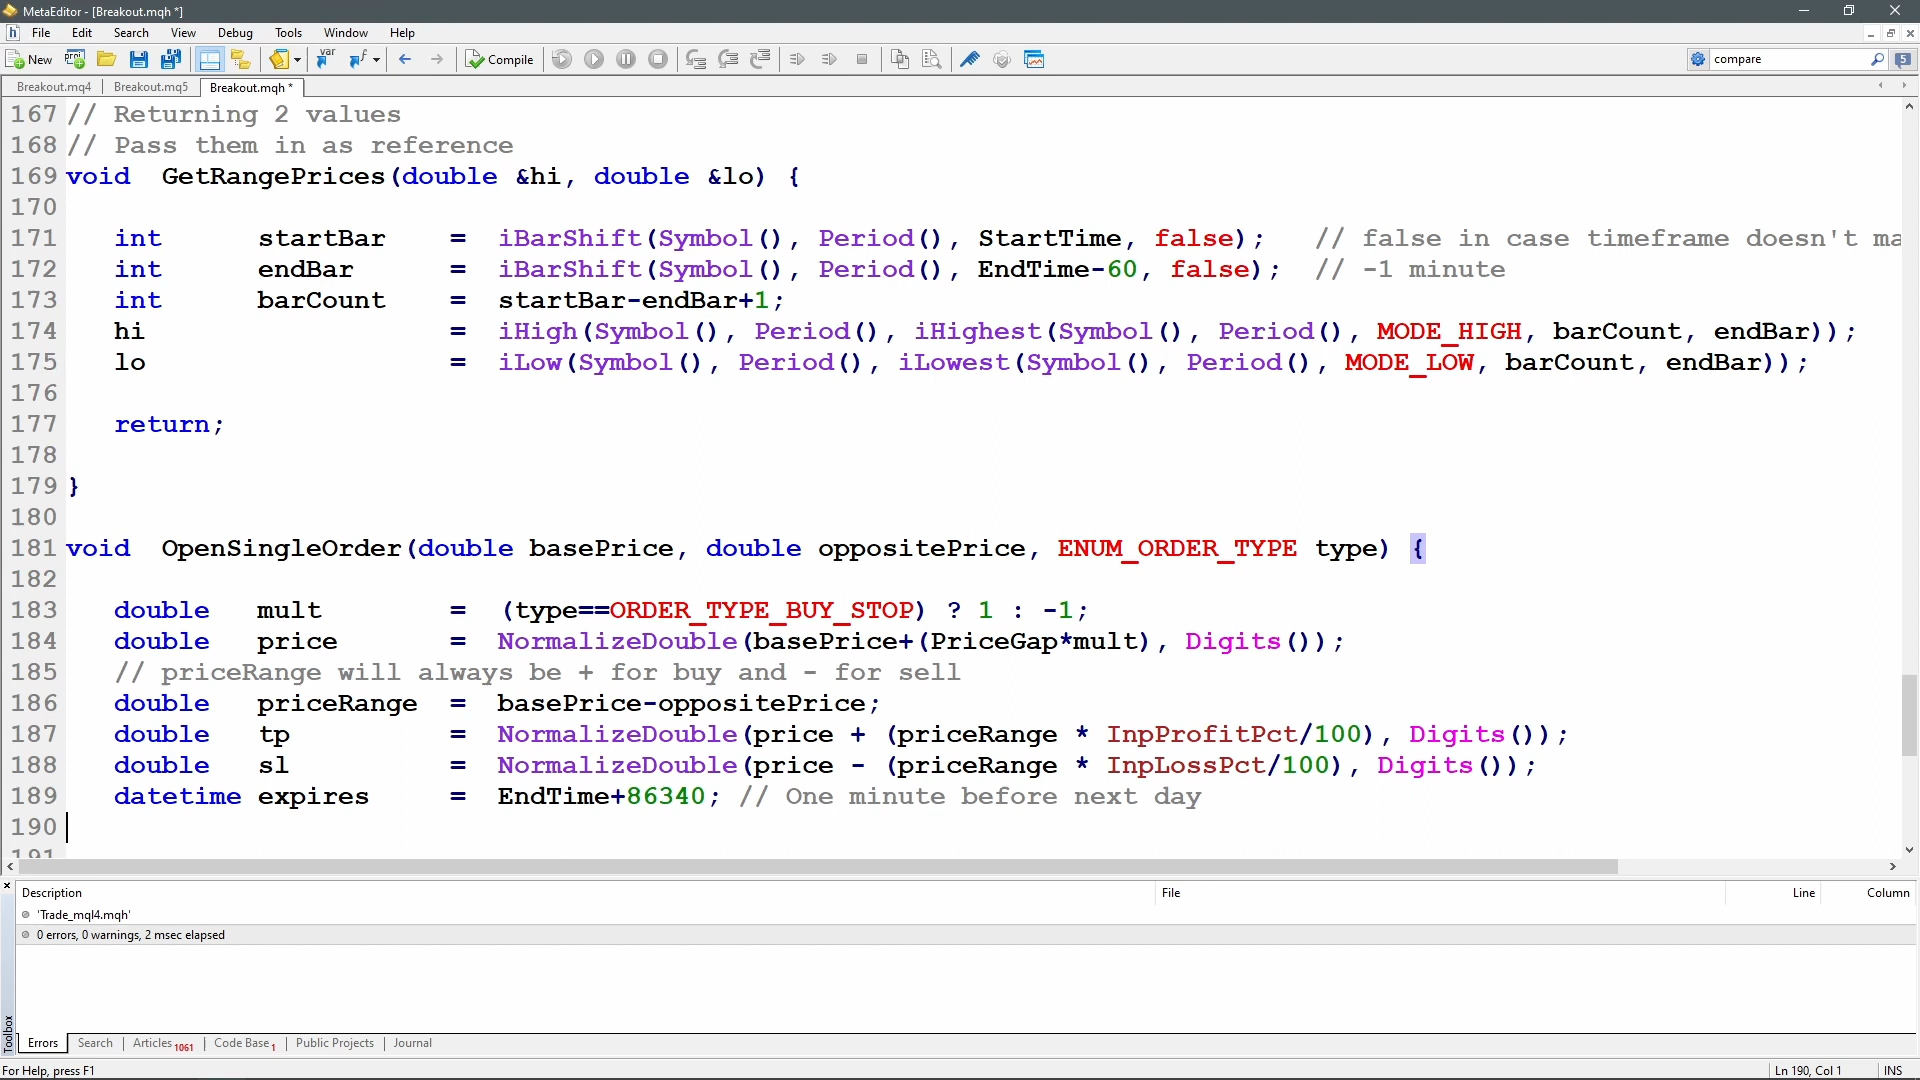 MetaEditor - [Breakout.mqh *]
File Edit Search View Debug Tools Window Help
New Compile compare 5
Breakout.mq4 Breakout.mq5 Breakout.mqh *
167 // Returning 2 values
168 // Pass them in as reference
169 void GetRangePrices(double &hi, double &lo) {
170
171 int startBar = iBarShift(Symbol(), Period(), StartTime, false); // false in case timeframe doesn't ma
172 int endBar = iBarShift(Symbol(), Period(), EndTime-60, false); // -1 minute
173 int barCount = startBar-endBar+1;
174 hi = iHigh(Symbol(), Period(), iHighest(Symbol(), Period(), MODE_HIGH, barCount, endBar));
175 lo = iLow(Symbol(), Period(), iLowest(Symbol(), Period(), MODE_LOW, barCount, endBar));
176
177 return;
178
179 }
180
181 void OpenSingleOrder(double basePrice, double oppositePrice, ENUM_ORDER_TYPE type) {
182
183 double mult = (type==ORDER_TYPE_BUY_STOP) ? 1 : -1;
184 double price = NormalizeDouble(basePrice+(PriceGap*mult), Digits());
185 // priceRange will always be + for buy and - for sell
186 double priceRange = basePrice-oppositePrice;
187 double tp = NormalizeDouble(price + (priceRange * InpProfitPct/100), Digits());
188 double sl = NormalizeDouble(price - (priceRange * InpLossPct/100), Digits());
189 datetime expires = EndTime+86340; // One minute before next day
190
191
Description File Line Column
'Trade_mql4.mqh'
0 errors, 0 warnings, 2 msec elapsed
Toolbox
Errors Search Articles 1061 Code Base 1 Public Projects Journal
For Help, press F1 Ln 190, Col 1 INS